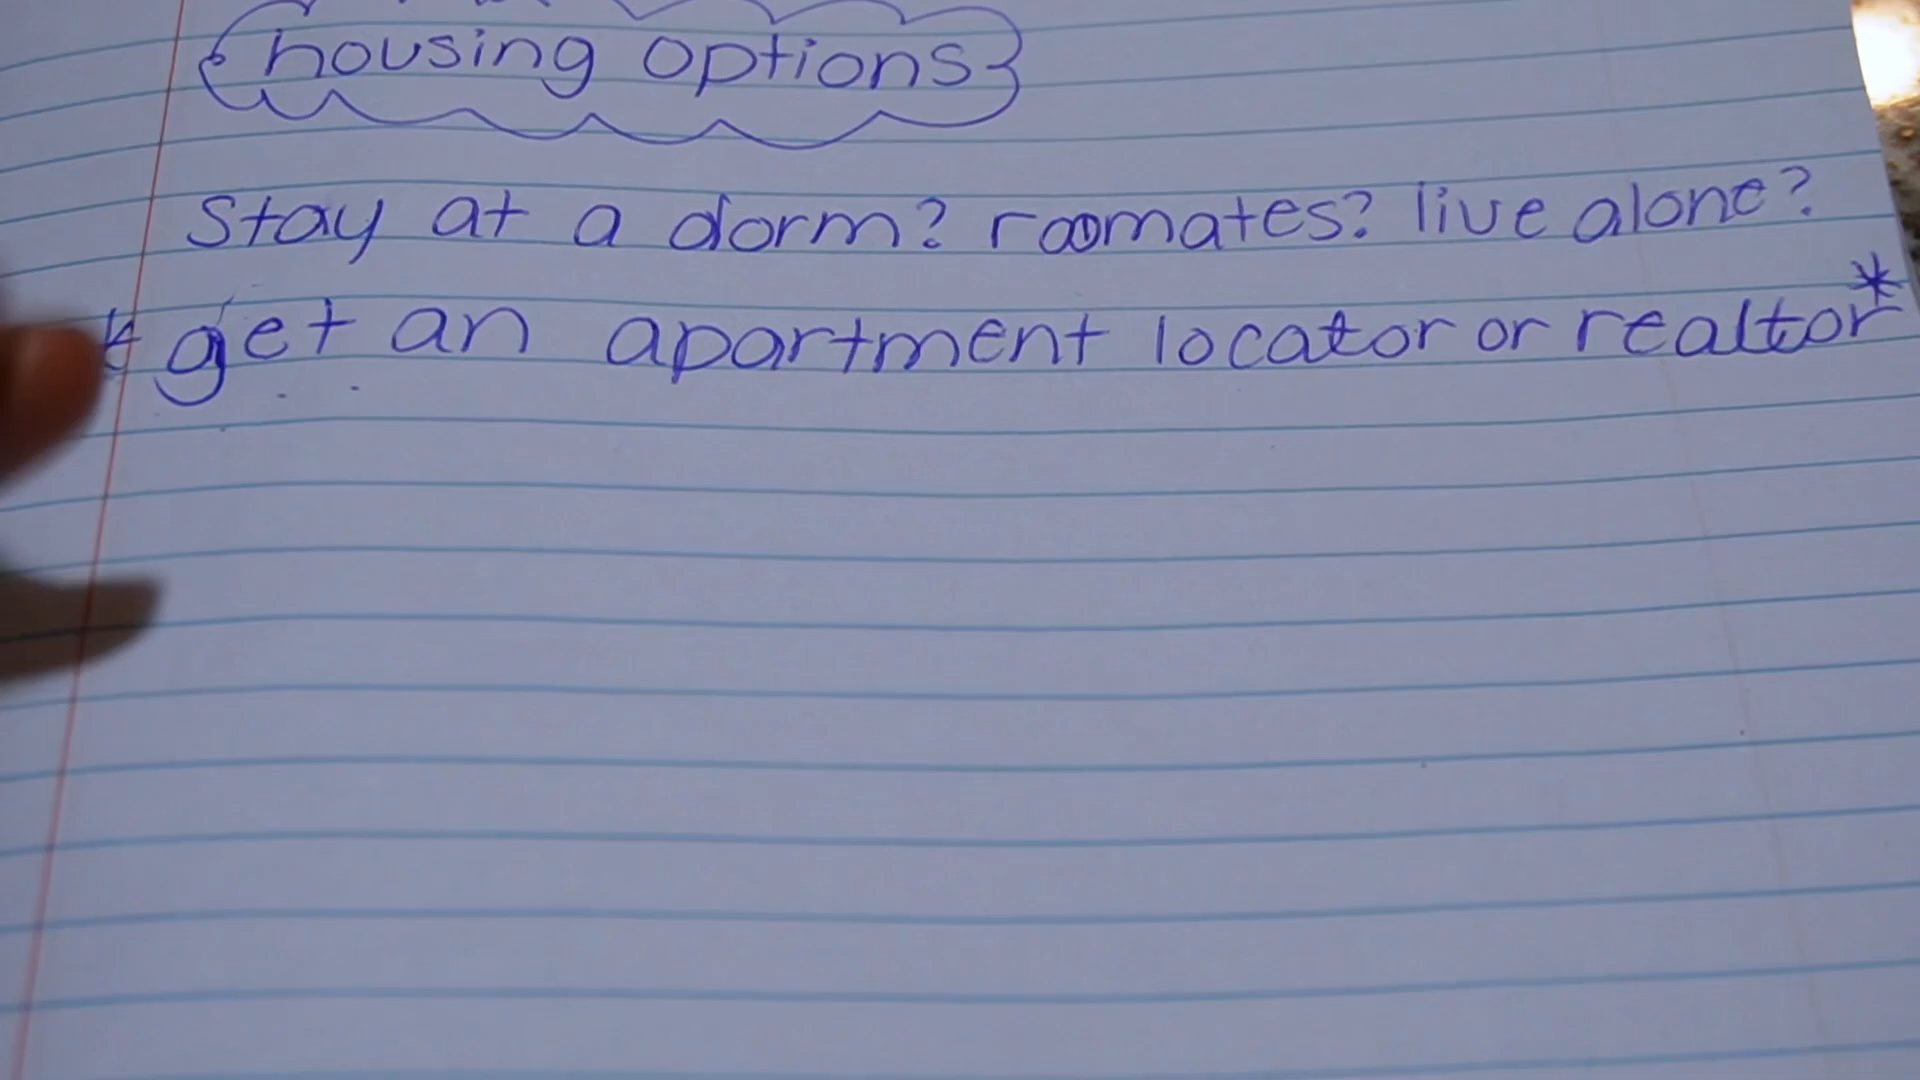 housing options
Stay at a dorm? roomates? live alone?
*get an apartment locator or realtor*